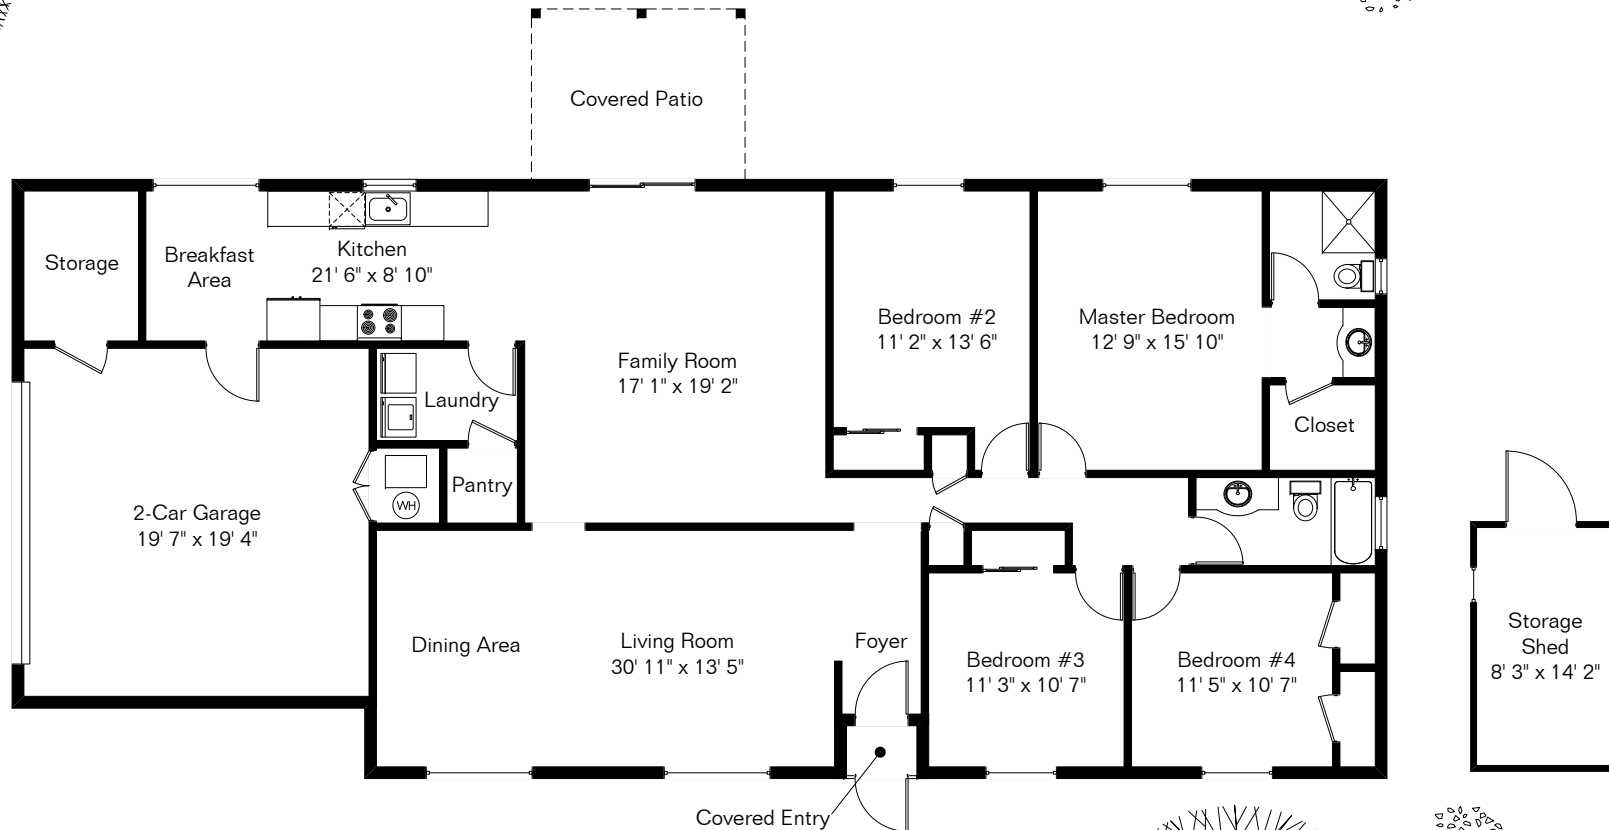 Covered Patio
Storage
Breakfast
Area
Kitchen
21' 6" x 8' 10"
Family Room
17' 1" x 19' 2"
Bedroom #2
11' 2" x 13' 6"
Master Bedroom
12' 9" x 15' 10"
Closet
Laundry
Pantry
WH
2-Car Garage
19' 7" x 19' 4"
Dining Area
Living Room
30' 11" x 13' 5"
Foyer
Bedroom #3
11' 3" x 10' 7"
Bedroom #4
11' 5" x 10' 7"
Storage
Shed
8' 3" x 14' 2"
Covered Entry